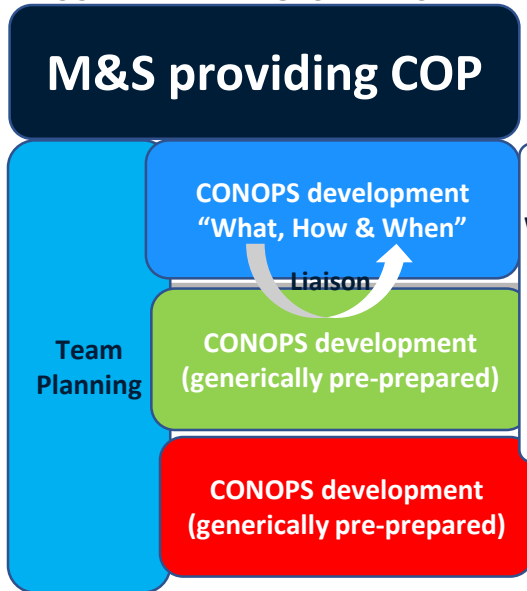 M&S providing COP
CONOPS development
“What, How & When”
Liaison
Team
Planning
CONOPS development
(generically pre-prepared)
CONOPS development
(generically pre-prepared)